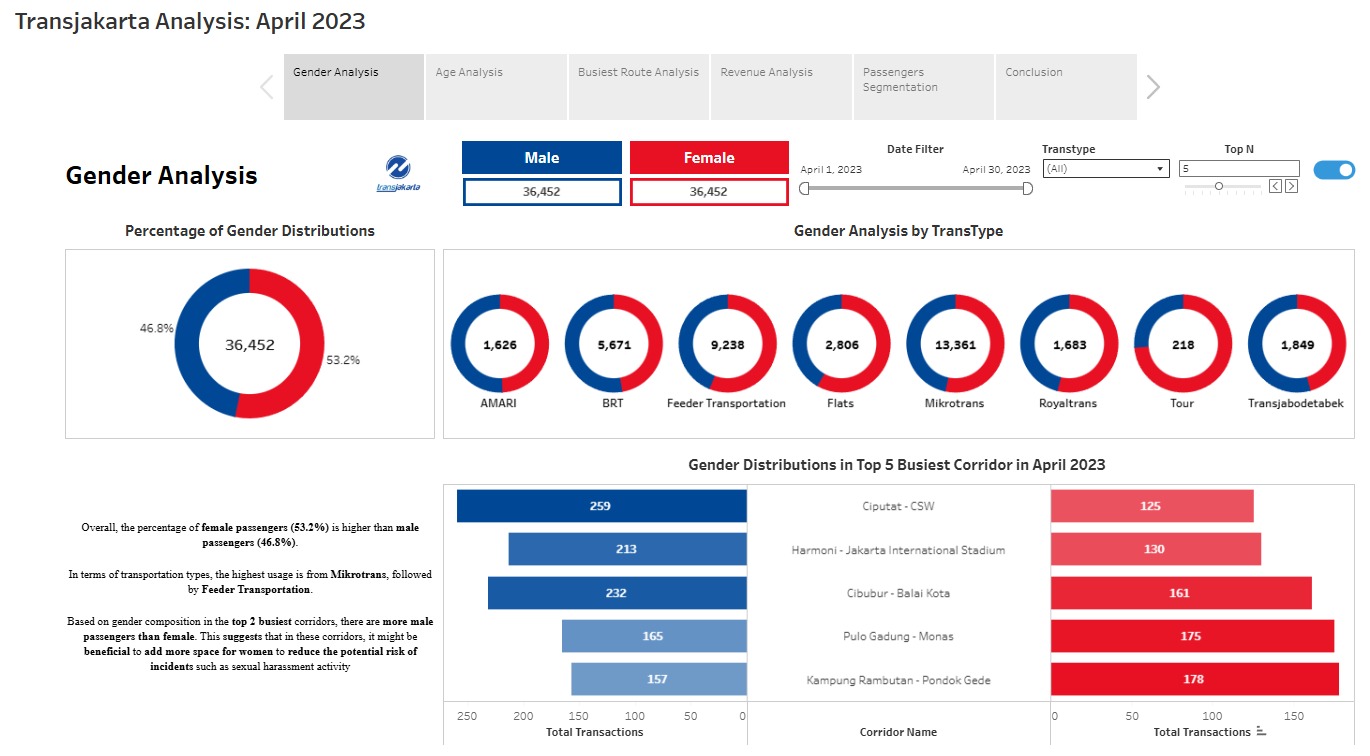 Transjakarta Analysis: April 2023
Gender Analysis
Age Analysis
Busiest Route Analysis
Revenue Analysis
Passengers
Segmentation
Conclusion
Gender Analysis
transjakarta
Male
36,452
Female
36,452
Date Filter
April 1, 2023
April 30, 2023
Transtype
(All)
Top N
5
Percentage of Gender Distributions
46.8%
36,452
53.2%
Gender Analysis by TransType
1,626
5,671
9,238
2,806
13,361
1,683
218
1,849
AMARI
BRT
Feeder Transportation
Flats
Mikrotrans
Royaltrans
Tour
Transjabodetabek
Overall, the percentage of female passengers (53.2%) is higher than male
passengers (46.8%).
In terms of transportation types, the highest usage is from Mikrotrans, followed
by Feeder Transportation.
Based on gender composition in the top 2 busiest corridors, there are more male
passengers than female. This suggests that in these corridors, it might be
beneficial to add more space for women to reduce the potential risk of
incidents such as sexual harassment activity
Gender Distributions in Top 5 Busiest Corridor in April 2023
259
Ciputat - CSW
125
213
Harmoni - Jakarta International Stadium
130
232
Cibubur - Balai Kota
161
165
Pulo Gadung - Monas
175
157
Kampung Rambutan - Pondok Gede
178
250 200 150 100 50 0
0 50 100 150
Total Transactions
Corridor Name
Total Transactions